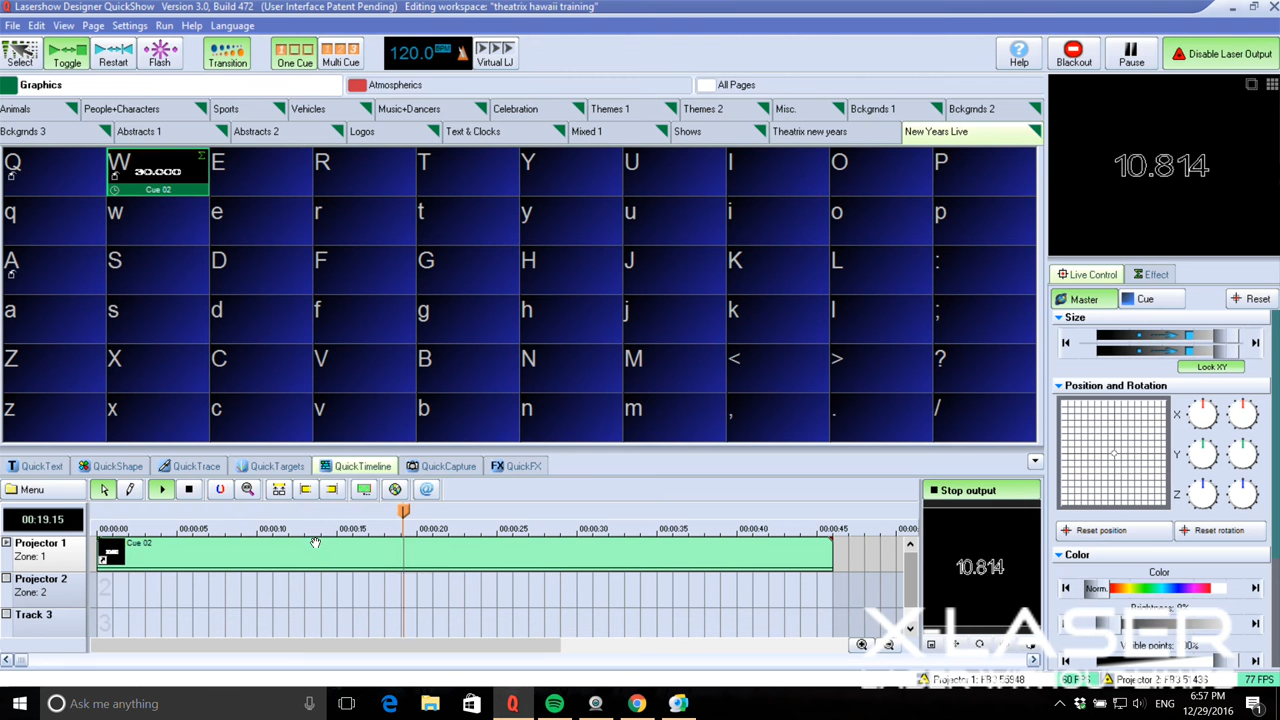 Lasershow Designer QuickShow Version 3.0, Build 472 (User Interface Patent Pending) Editing workspace: "theatrix hawaii training"
File Edit View Page Settings Run Help Language
Select Toggle Restart Flash Transition One Cue Multi Cue 120.0 BPM Virtual LJ Help Blackout Pause Disable Laser Output
Graphics Atmospherics All Pages
Animals People+Characters Sports Vehicles Music+Dancers Celebration Themes 1 Themes 2 Misc. Bckgrnds 1 Bckgrnds 2
Bckgrnds 3 Abstracts 1 Abstracts 2 Logos Text & Clocks Mixed 1 Shows Theatrix new years New Years Live
10.814
Q W 30.000 Σ E R T Y U I O P
Cue 02
q w e r t y u i o p
A S D F G H J K L :
a s d f g h j k l ;
Z X C V B N M < > ?
z x c v b n m , . /
Live Control Σ Effect
Master Cue Reset
Size
Lock XY
Position and Rotation
X
Y
Z
Reset position Reset rotation
Color
Color
Norm.
QuickText QuickShape QuickTrace QuickTargets QuickTimeline QuickCapture FX QuickFX
Menu Stop output
00:19.15
00:00:00 00:00:05 00:00:10 00:00:15 00:00:20 00:00:25 00:00:30 00:00:35 00:00:40 00:00:45
Projector 1 Cue 02
Zone: 1
10.814
Projector 2
Zone: 2 2
Track 3 3
X-LASER
60 FPS 77 FPS
Ask me anything
6:57 PM
ENG
12/29/2016